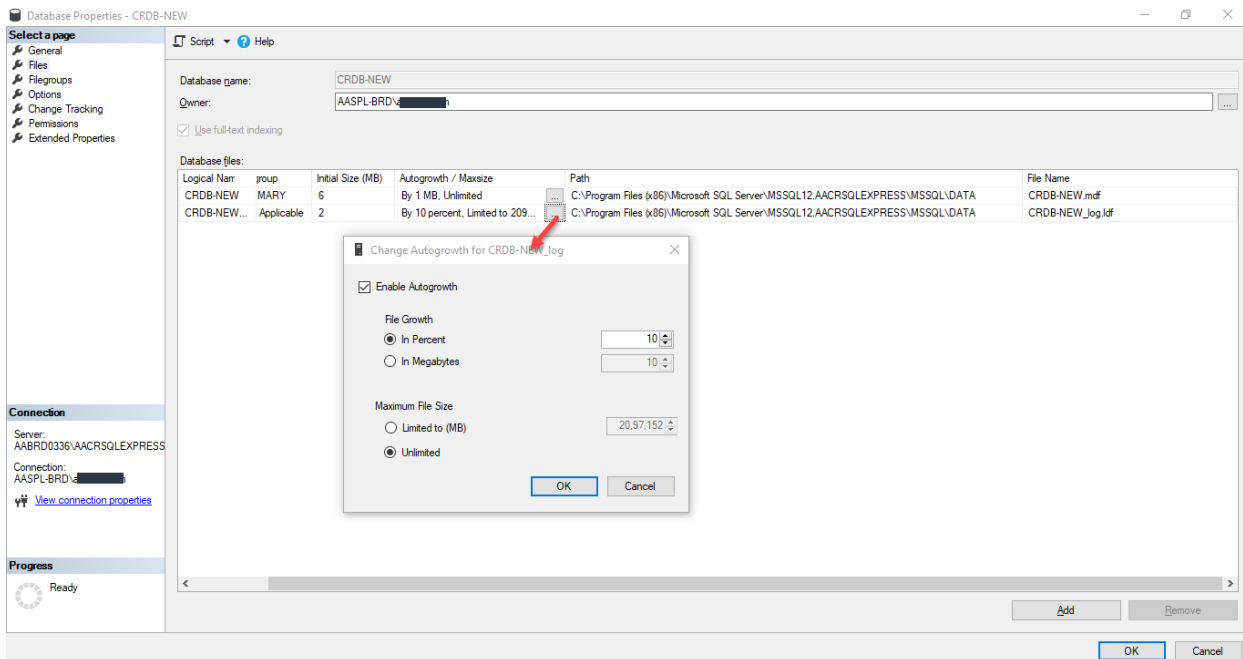 Database Properties - CRDB-NEW
Select a page
General
Files
Filegroups
Options
Change Tracking
Permissions
Extended Properties
Script Help
Database name: CRDB-NEW
Owner: AASPL-BRD\ ...
Use full-text indexing
Database files:
Logical Nam group Initial Size (MB) Autogrowth / Maxsize Path File Name
CRDB-NEW MARY 6 By 1 MB, Unlimited ... C:\Program Files (x86)\Microsoft SQL Server\MSSQL12.AACRSQLEXPRESS\MSSQL\DATA CRDB-NEW.mdf
CRDB-NEW... Applicable 2 By 10 percent, Limited to 209... ... C:\Program Files (x86)\Microsoft SQL Server\MSSQL12.AACRSQLEXPRESS\MSSQL\DATA CRDB-NEW_log.ldf
Change Autogrowth for CRDB-NEW_log
Enable Autogrowth
File Growth
In Percent 10
In Megabytes 10
Maximum File Size
Limited to (MB) 20,97,152
Unlimited
OK Cancel
Connection
Server:
AABRD0336\AACRSQLEXPRESS
Connection:
AASPL-BRD\
View connection properties
Progress
Ready
Add Remove
OK Cancel